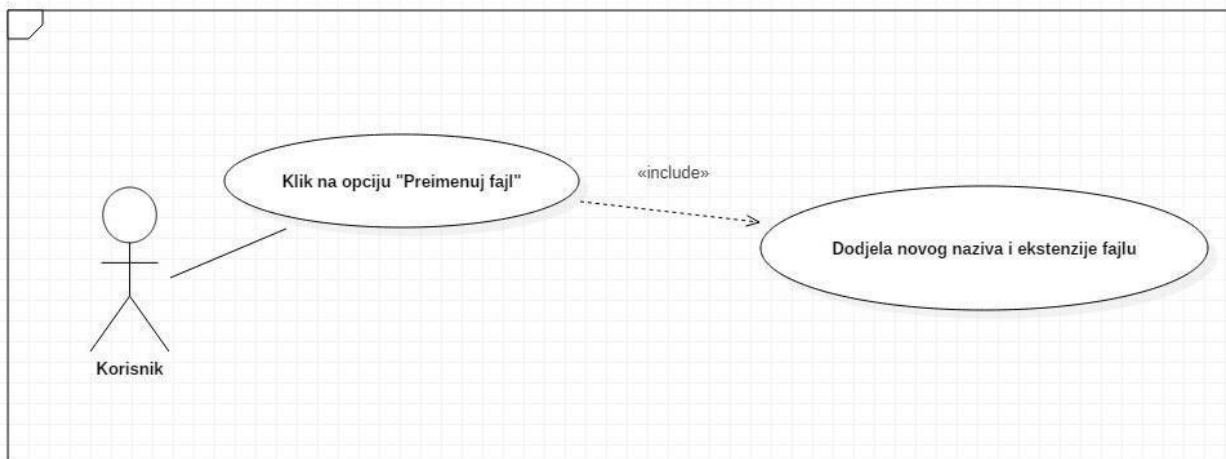 Klik na opciju "Preimenuj fajl"
«include»
Dodjela novog naziva i ekstenzije fajlu
Korisnik